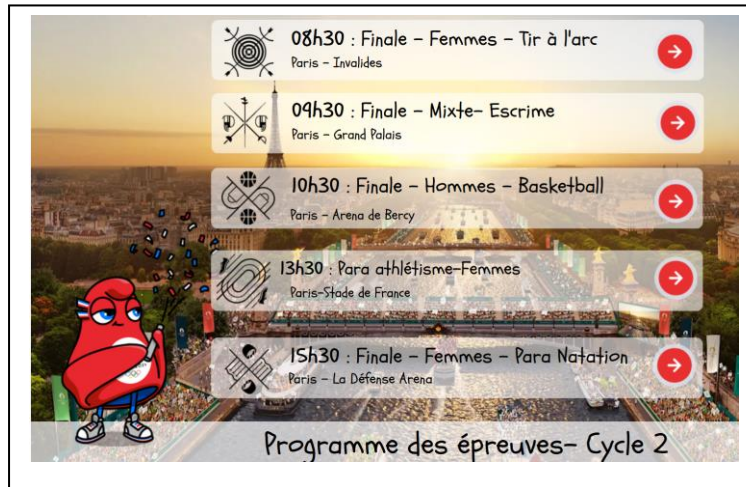 08h30 : Finale - Femmes - Tir à l'arc
Paris - Invalides
09h30 : Finale - Mixte- Escrime
Paris - Grand Palais
10h30 : Finale - Hommes - Basketball
Paris - Arena de Bercy
13h30 : Para athlétisme-Femmes
Paris-Stade de France
15h30 : Finale - Femmes - Para Natation
Paris - La Défense Arena
Programme des épreuves- Cycle 2